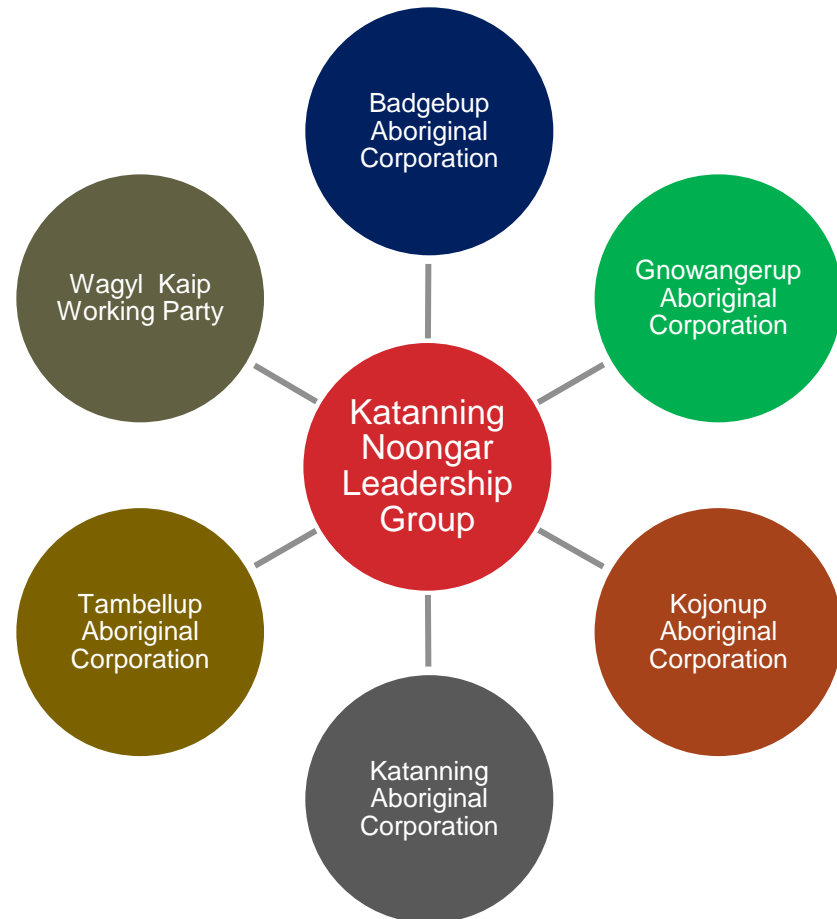 Badgebup
Aboriginal
Corporation
Wagyl  Kaip
Working Party
Gnowangerup
Aboriginal
Corporation
Katanning
Noongar
Leadership
Group
Tambellup
Aboriginal
Corporation
Kojonup
Aboriginal
Corporation
Katanning
Aboriginal
Corporation